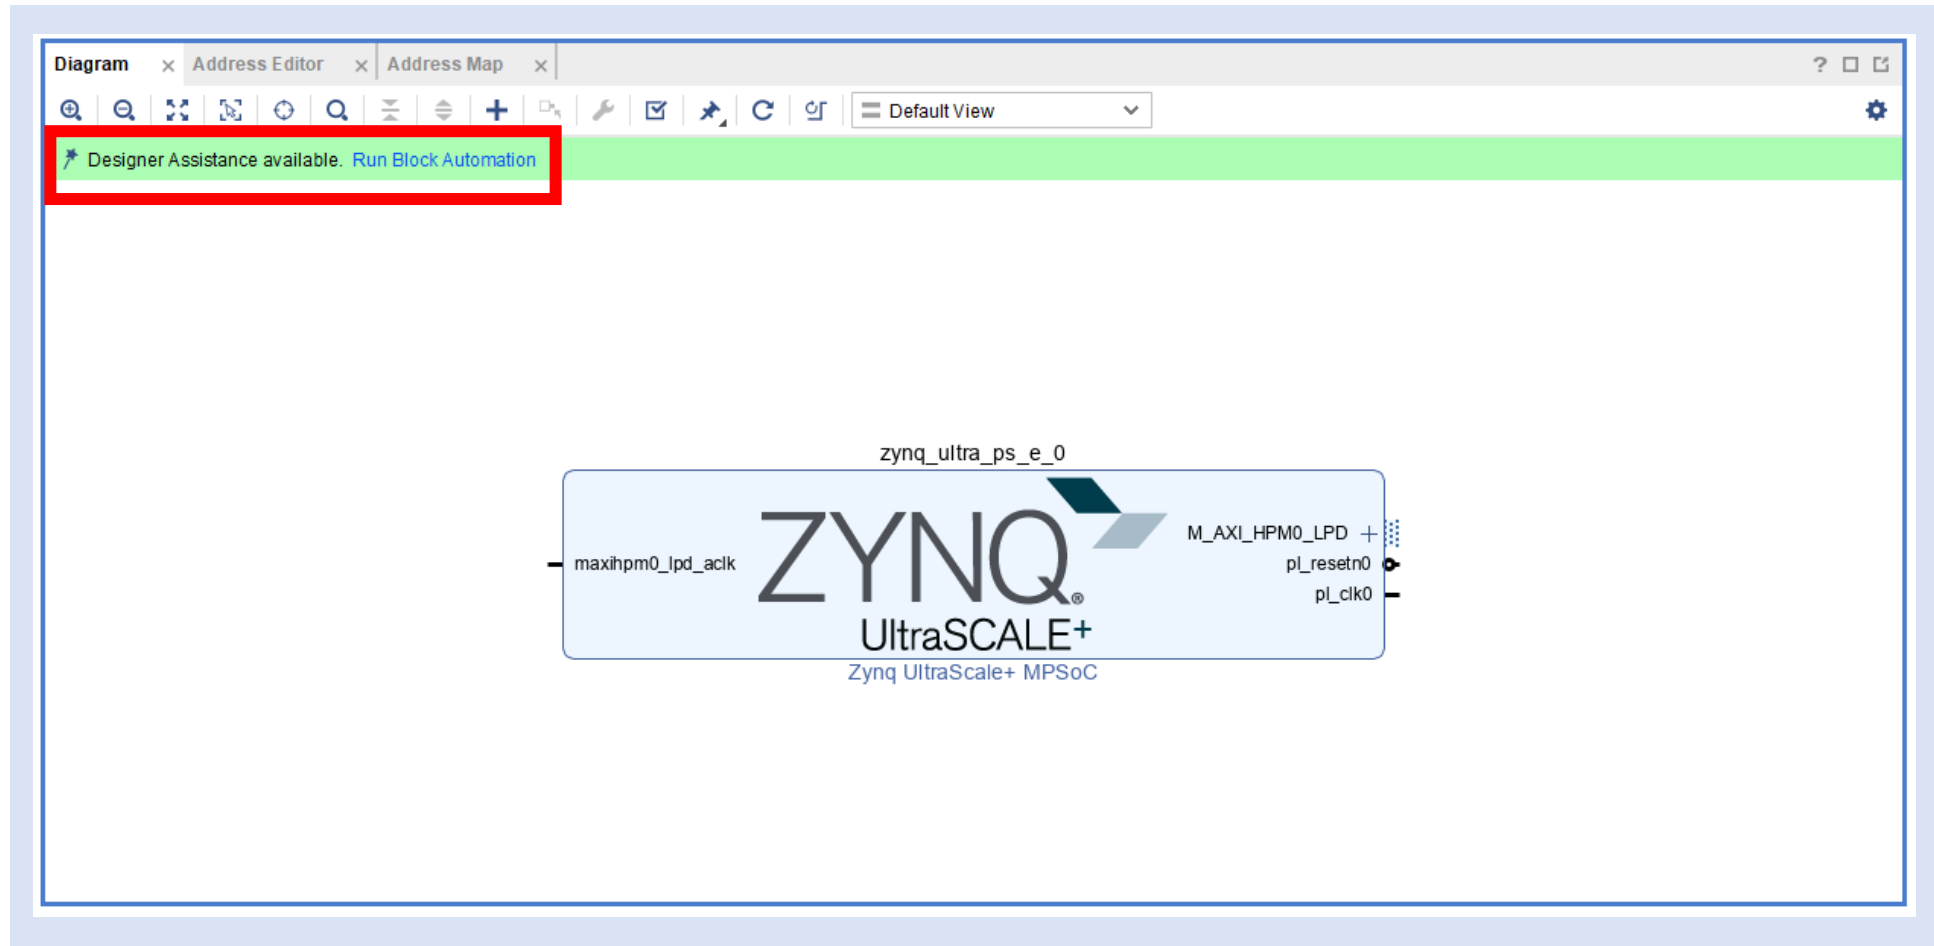 Diagram
Address Editor
Address Map
Default View
Designer Assistance available. Run Block Automation
zynq_ultra_ps_e_0
maxihpm0_lpd_aclk
ZYNQ®
UltraSCALE+
M_AXI_HPM0_LPD
pl_resetn0
pl_clk0
Zynq UltraScale+ MPSoC